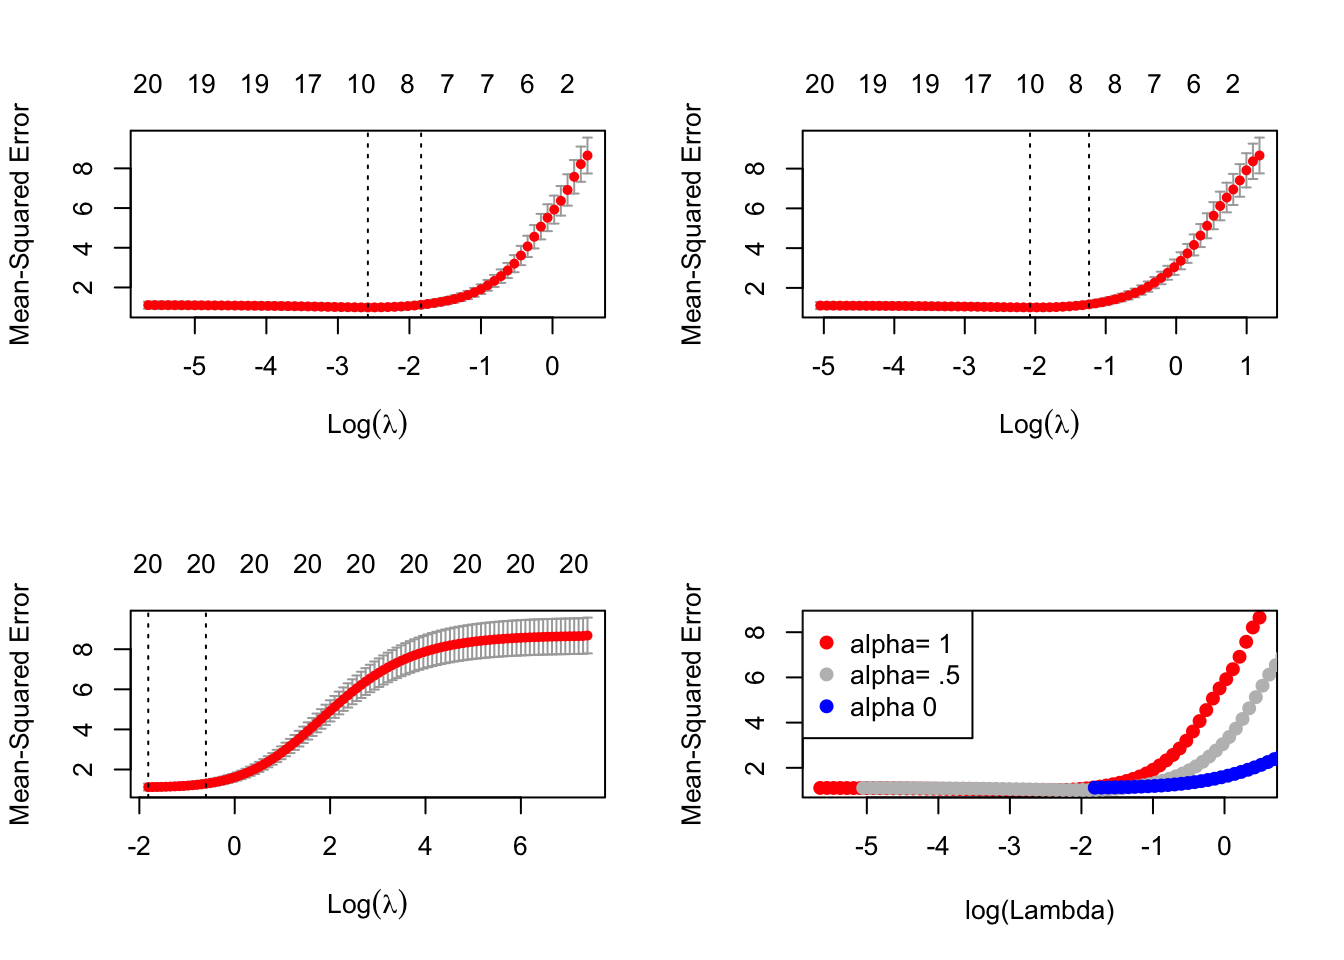 20 19 19 17 10 8 7 7 6 2
Mean-Squared Error
8
6
4
2
-5 -4 -3 -2 -1 0
Log(λ)
20 19 19 17 10 8 8 7 6 2
Mean-Squared Error
8
6
4
2
-5 -4 -3 -2 -1 0 1
Log(λ)
20 20 20 20 20 20 20 20 20
Mean-Squared Error
8
6
4
2
-2 0 2 4 6
Log(λ)
Mean-Squared Error
8
6
4
2
alpha= 1
alpha= .5
alpha 0
-5 -4 -3 -2 -1 0
log(Lambda)